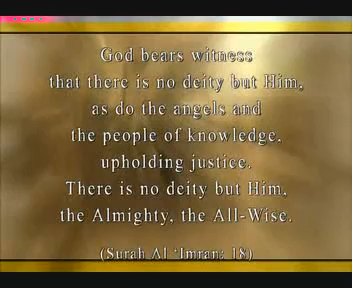 God bears witness
that there is no deity but Him,
as do the angels and
the people of knowledge,
upholding justice.
There is no deity but Him,
the Almighty, the All-Wise.
(Surah Al 'Imran: 18)